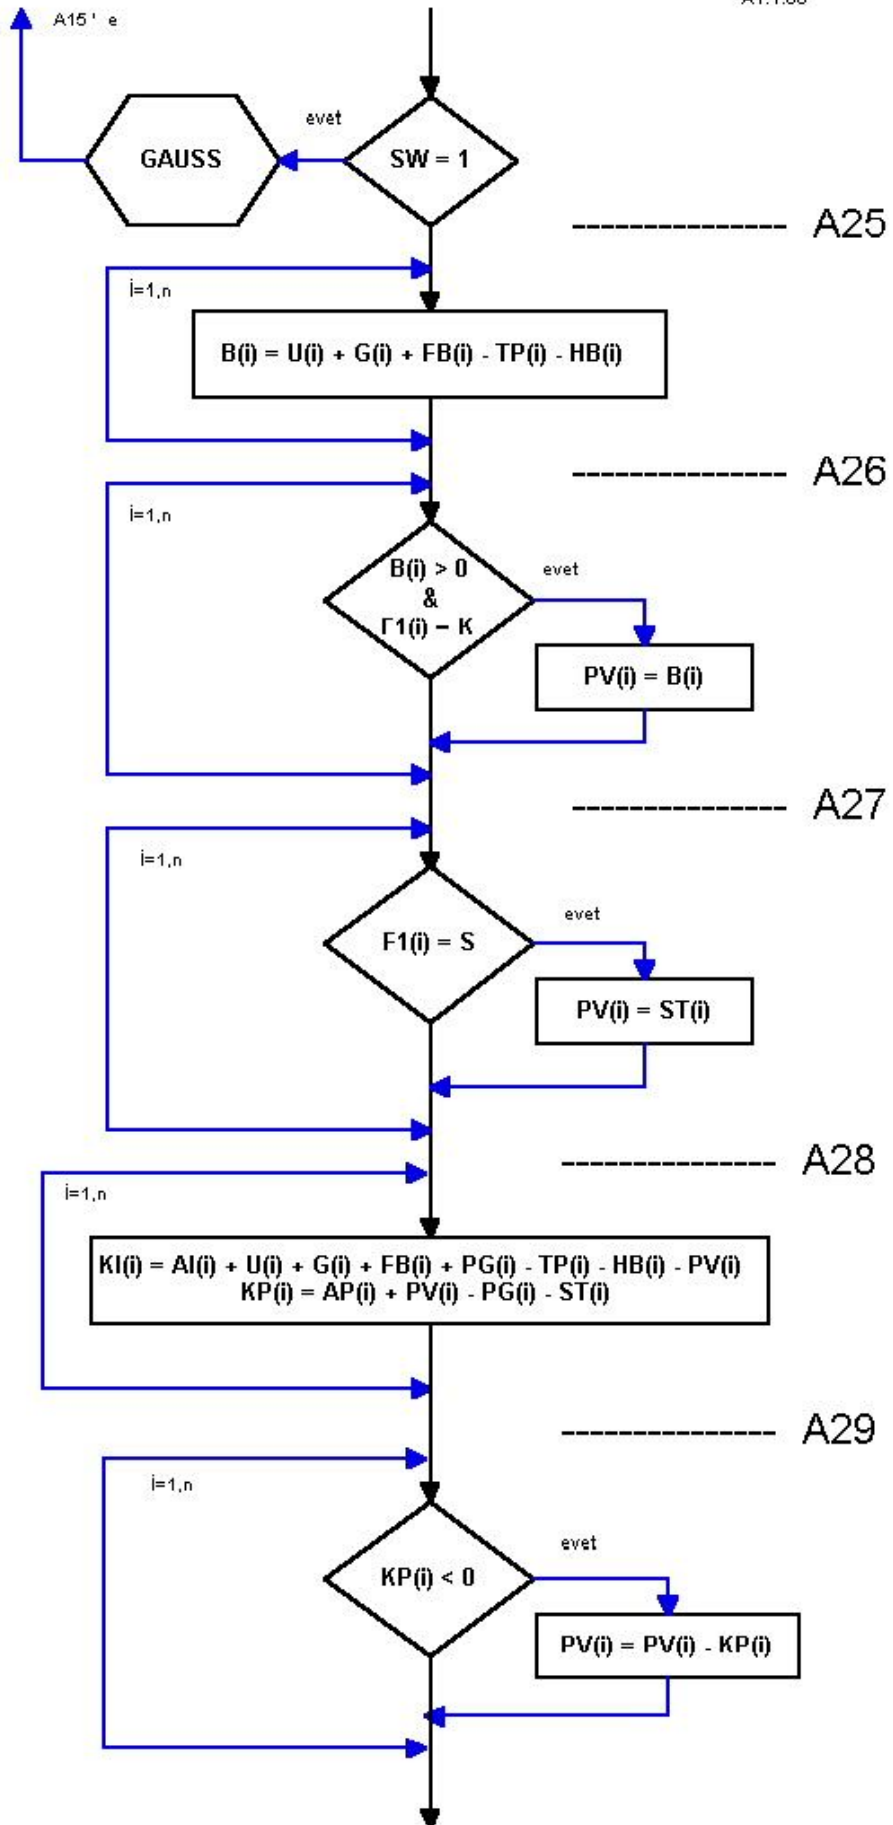 A15 ' e
evet
GAUSS
SW = 1
A25
i=1,n
B(i) = U(i) + G(i) + FB(i) - TP(i) - HB(i)
A26
i=1,n
B(i) > 0
&
evet
PV(i) = B(i)
A27
i=1,n
F1(i) = S
evet
PV(i) = ST(i)
A28
i=1,n
KI(i) = AI(i) + U(i) + G(i) + FB(i) + PG(i) - TP(i) - HB(i) - PV(i)
KP(i) = AP(i) + PV(i) - PG(i) - ST(i)
A29
i=1,n
KP(i) < 0
evet
PV(i) = PV(i) - KP(i)